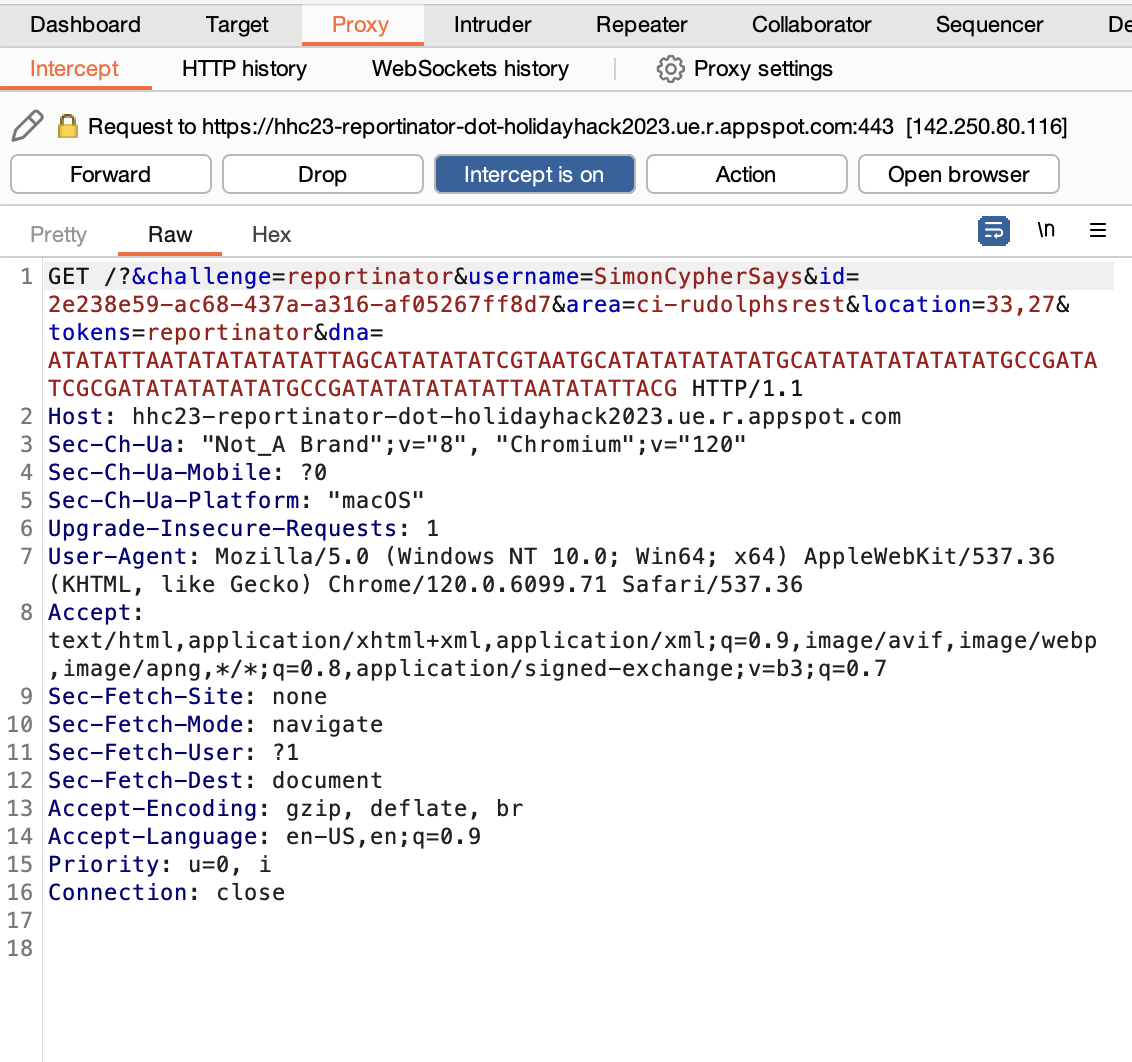 Dashboard Target Proxy Intruder Repeater Collaborator Sequencer De
Intercept HTTP history WebSockets history Proxy settings
Request to https://hhc23-reportinator-dot-holidayhack2023.ue.r.appspot.com:443 [142.250.80.116]
Forward Drop Intercept is on Action Open browser
Pretty Raw Hex \n
1 GET /?&challenge=reportinator&username=SimonCypherSays&id=
2e238e59-ac68-437a-a316-af05267ff8d7&area=ci-rudolphsrest&location=33,27&
tokens=reportinator&dna=
ATATATTAATATATATATATATTAGCATATATATCGTAATGCATATATATATATGCATATATATATATATGCCGATA
TCGCGATATATATATATGCCGATATATATATATTAATATATTACG HTTP/1.1
2 Host: hhc23-reportinator-dot-holidayhack2023.ue.r.appspot.com
3 Sec-Ch-Ua: "Not_A Brand";v="8", "Chromium";v="120"
4 Sec-Ch-Ua-Mobile: ?0
5 Sec-Ch-Ua-Platform: "macOS"
6 Upgrade-Insecure-Requests: 1
7 User-Agent: Mozilla/5.0 (Windows NT 10.0; Win64; x64) AppleWebKit/537.36
(KHTML, like Gecko) Chrome/120.0.6099.71 Safari/537.36
8 Accept:
text/html,application/xhtml+xml,application/xml;q=0.9,image/avif,image/webp
,image/apng,*/*;q=0.8,application/signed-exchange;v=b3;q=0.7
9 Sec-Fetch-Site: none
10 Sec-Fetch-Mode: navigate
11 Sec-Fetch-User: ?1
12 Sec-Fetch-Dest: document
13 Accept-Encoding: gzip, deflate, br
14 Accept-Language: en-US,en;q=0.9
15 Priority: u=0, i
16 Connection: close
17
18